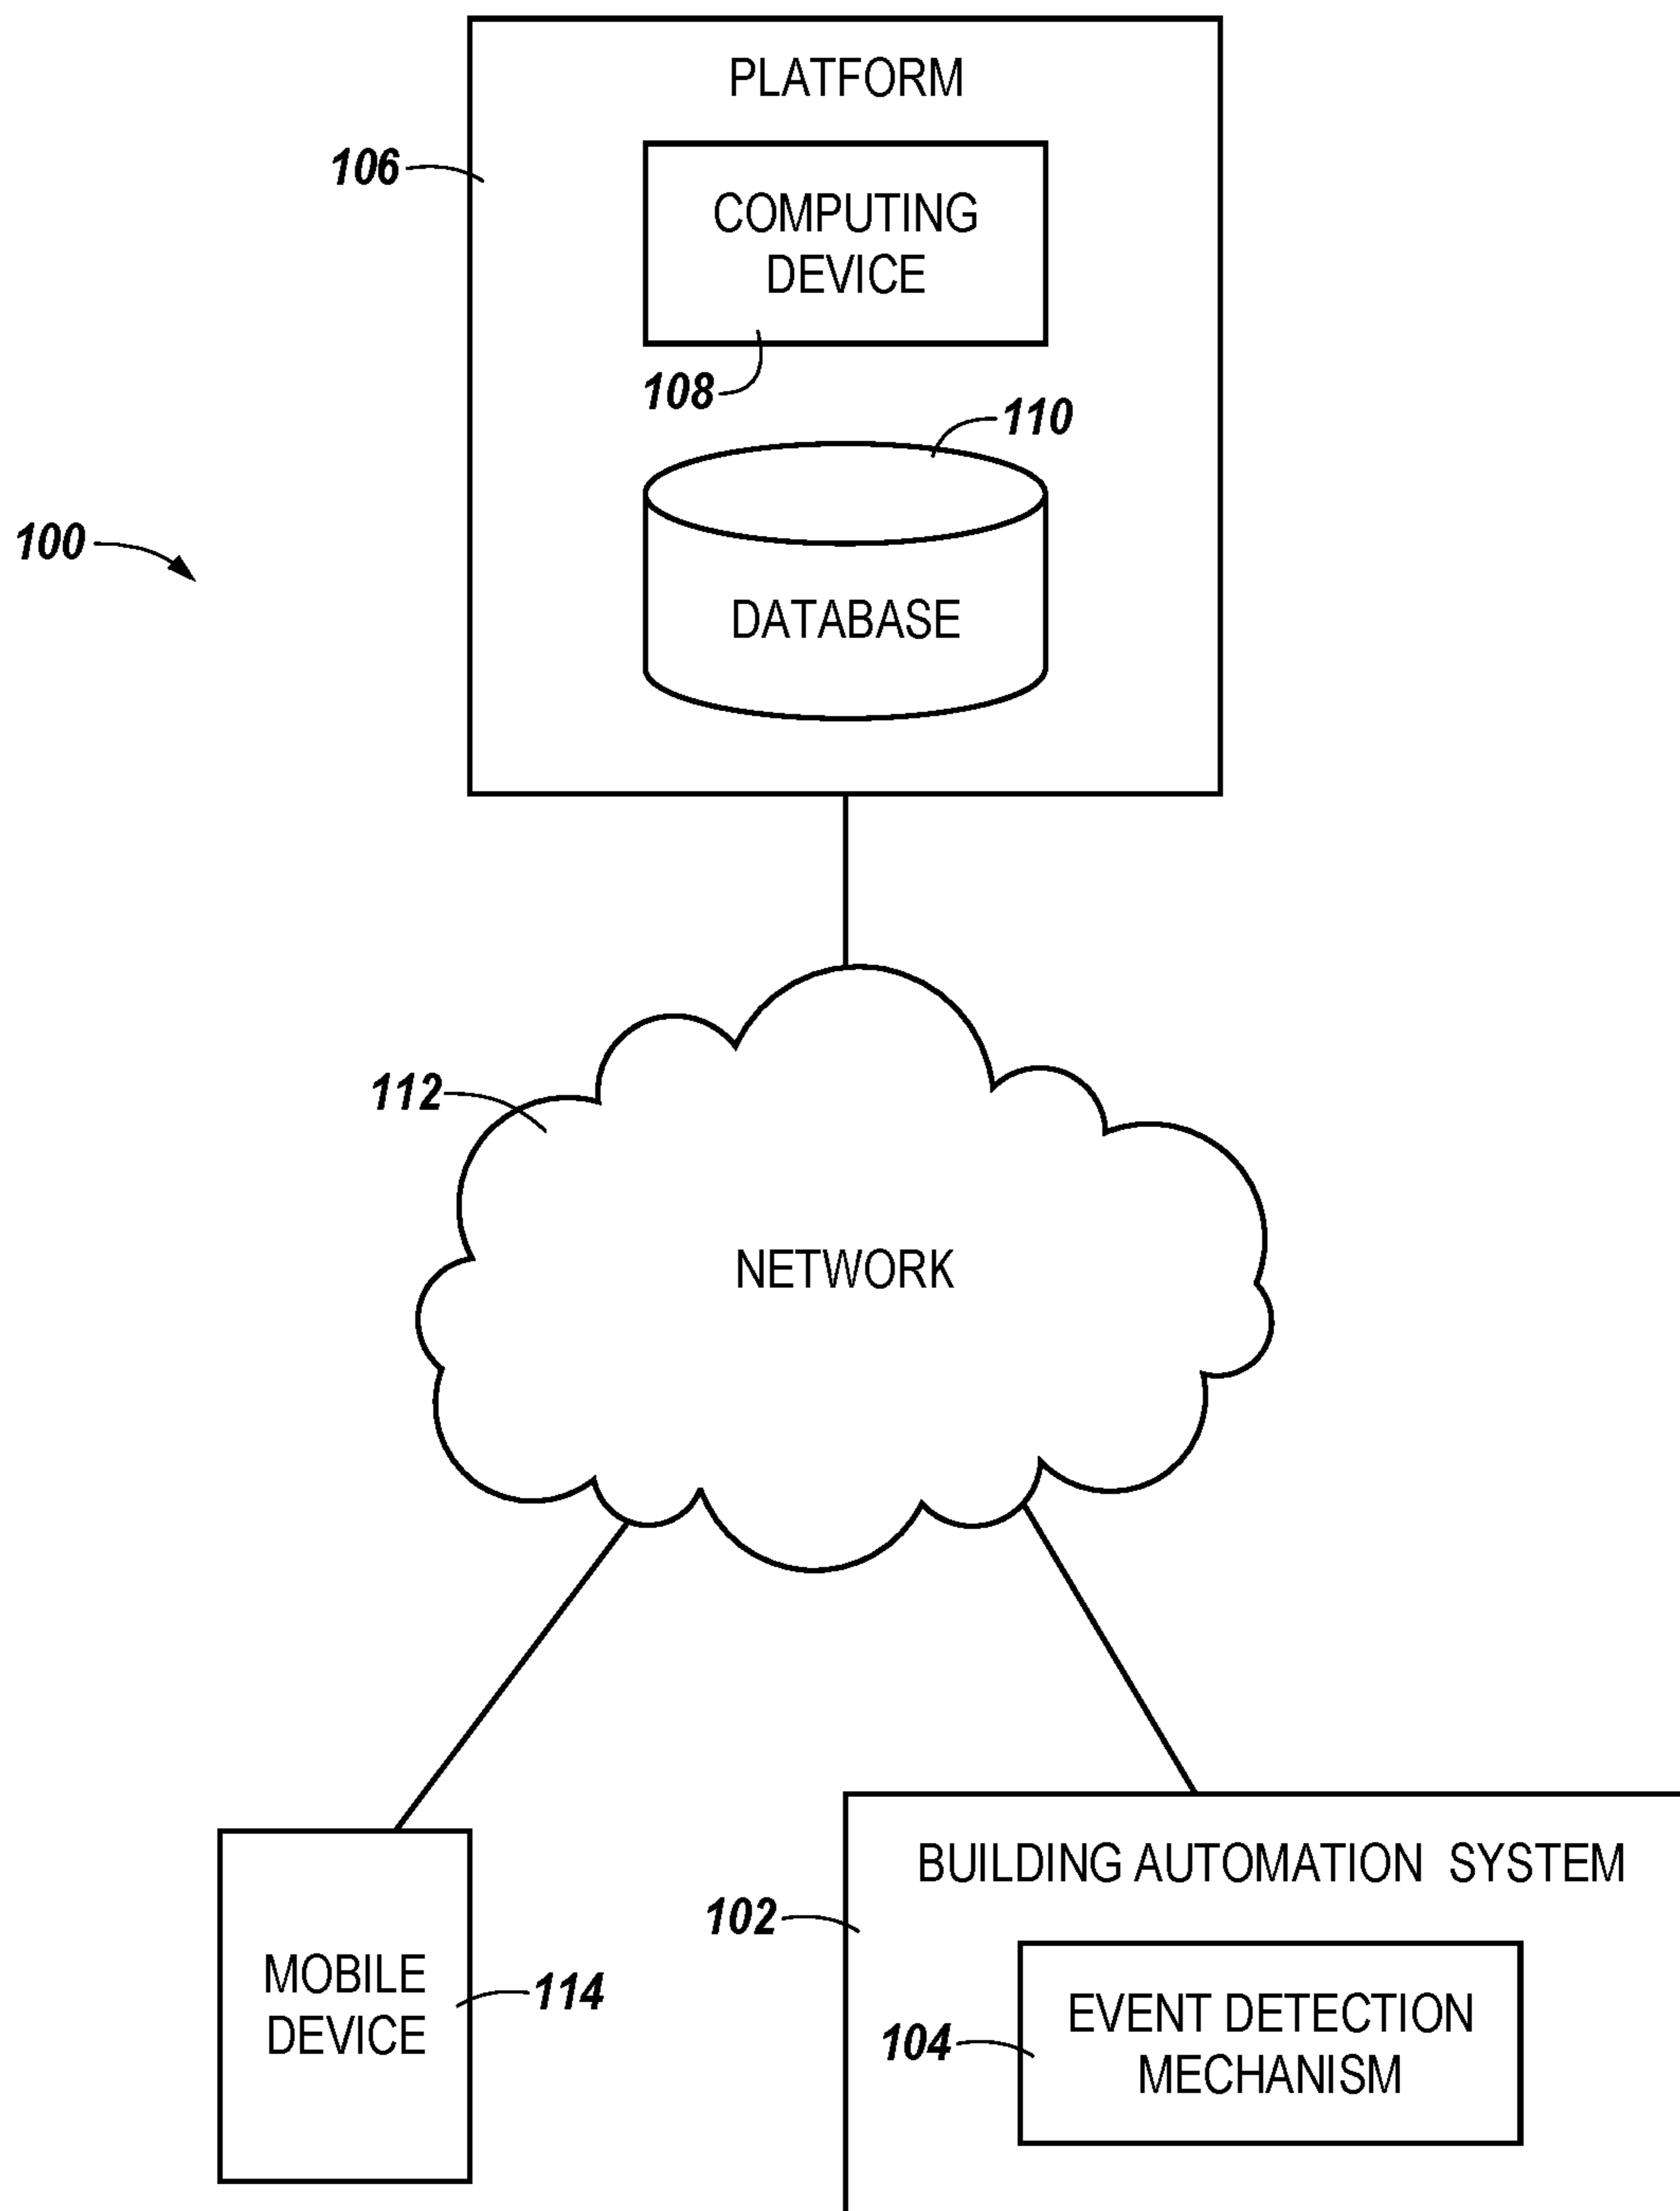 PLATFORM
106
COMPUTING
DEVICE
108
110
100
DATABASE
112
NETWORK
BUILDING AUTOMATION SYSTEM
102
MOBILE
DEVICE
114
EVENT DETECTION
MECHANISM
104